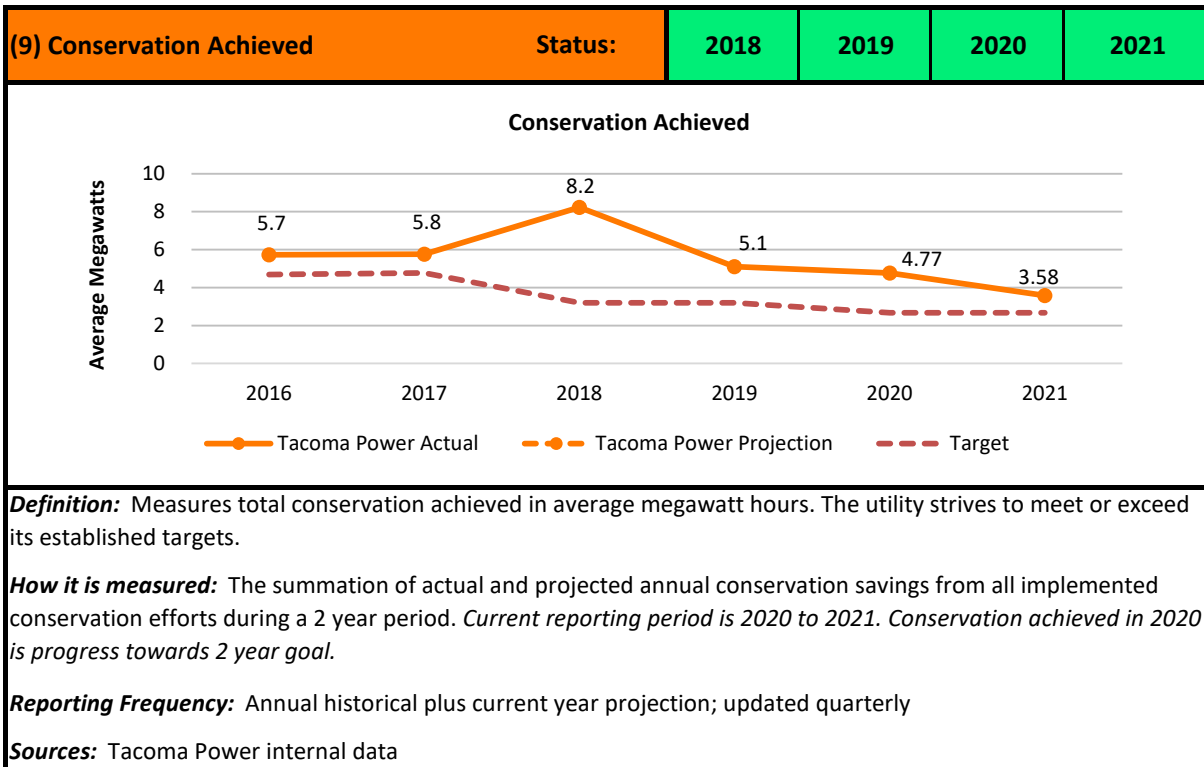 (9) Conservation Achieved Status: 2018 2019 2020 2021
Conservation Achieved
Average Megawatts
10
8
6
4
2
0
5.7
5.8
8.2
5.1
4.77
3.58
2016 2017 2018 2019 2020 2021
Tacoma Power Actual Tacoma Power Projection Target
Definition: Measures total conservation achieved in average megawatt hours. The utility strives to meet or exceed
its established targets.
How it is measured: The summation of actual and projected annual conservation savings from all implemented
conservation efforts during a 2 year period. Current reporting period is 2020 to 2021. Conservation achieved in 2020
is progress towards 2 year goal.
Reporting Frequency: Annual historical plus current year projection; updated quarterly
Sources: Tacoma Power internal data